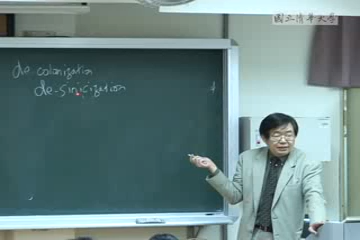 國立清華大學
de colonization
de-sinicization